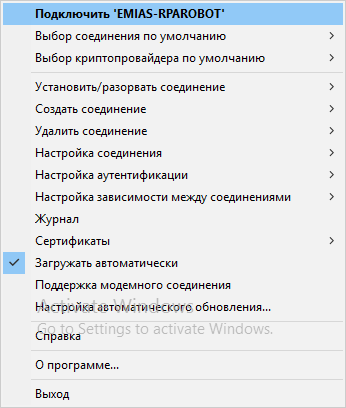 Подключить 'EMIAS-RPAROBOT'
Выбор соединения по умолчанию
Выбор криптопровайдера по умолчанию
Установить/разорвать соединение
Создать соединение
Удалить соединение
Настройка соединения
Настройка аутентификации
Настройка зависимости между соединениями
Журнал
Сертификаты
Загружать автоматически
Поддержка модемного соединения
Activate Windows
Настройка автоматического обновления...
Go to Settings to activate Windows.
Справка
О программе...
Выход